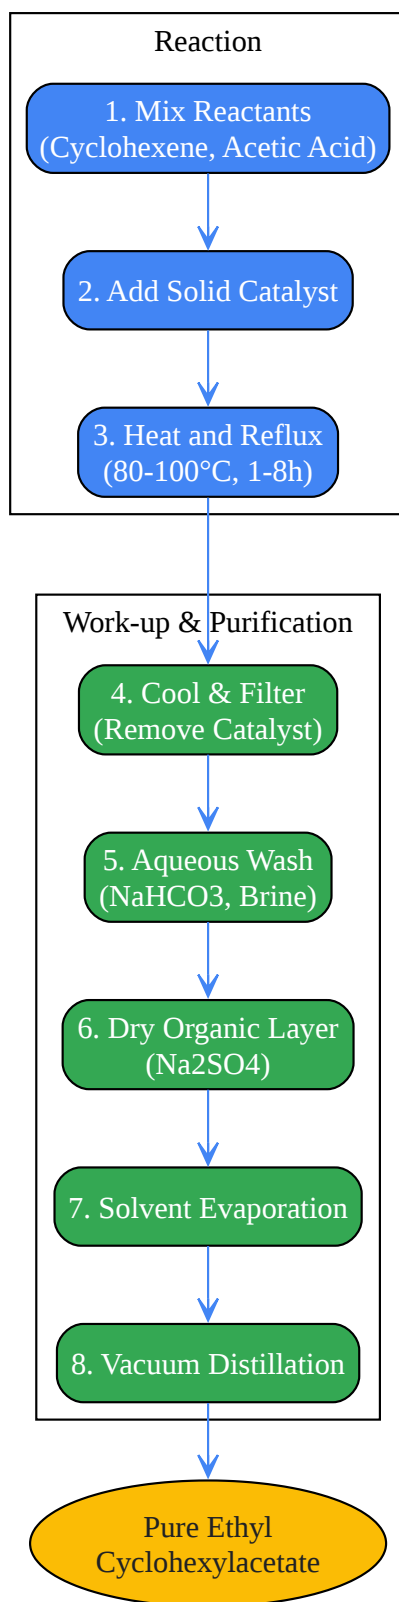 Reaction
1. Mix Reactants
(Cyclohexene, Acetic Acid)
2. Add Solid Catalyst
3. Heat and Reflux
(80-100°C, 1-8h)
Work-up & Purification
4. Cool & Filter
(Remove Catalyst)
5. Aqueous Wash
(NaHCO3, Brine)
6. Dry Organic Layer
(Na2SO4)
7. Solvent Evaporation
8. Vacuum Distillation
Pure Ethyl
Cyclohexylacetate